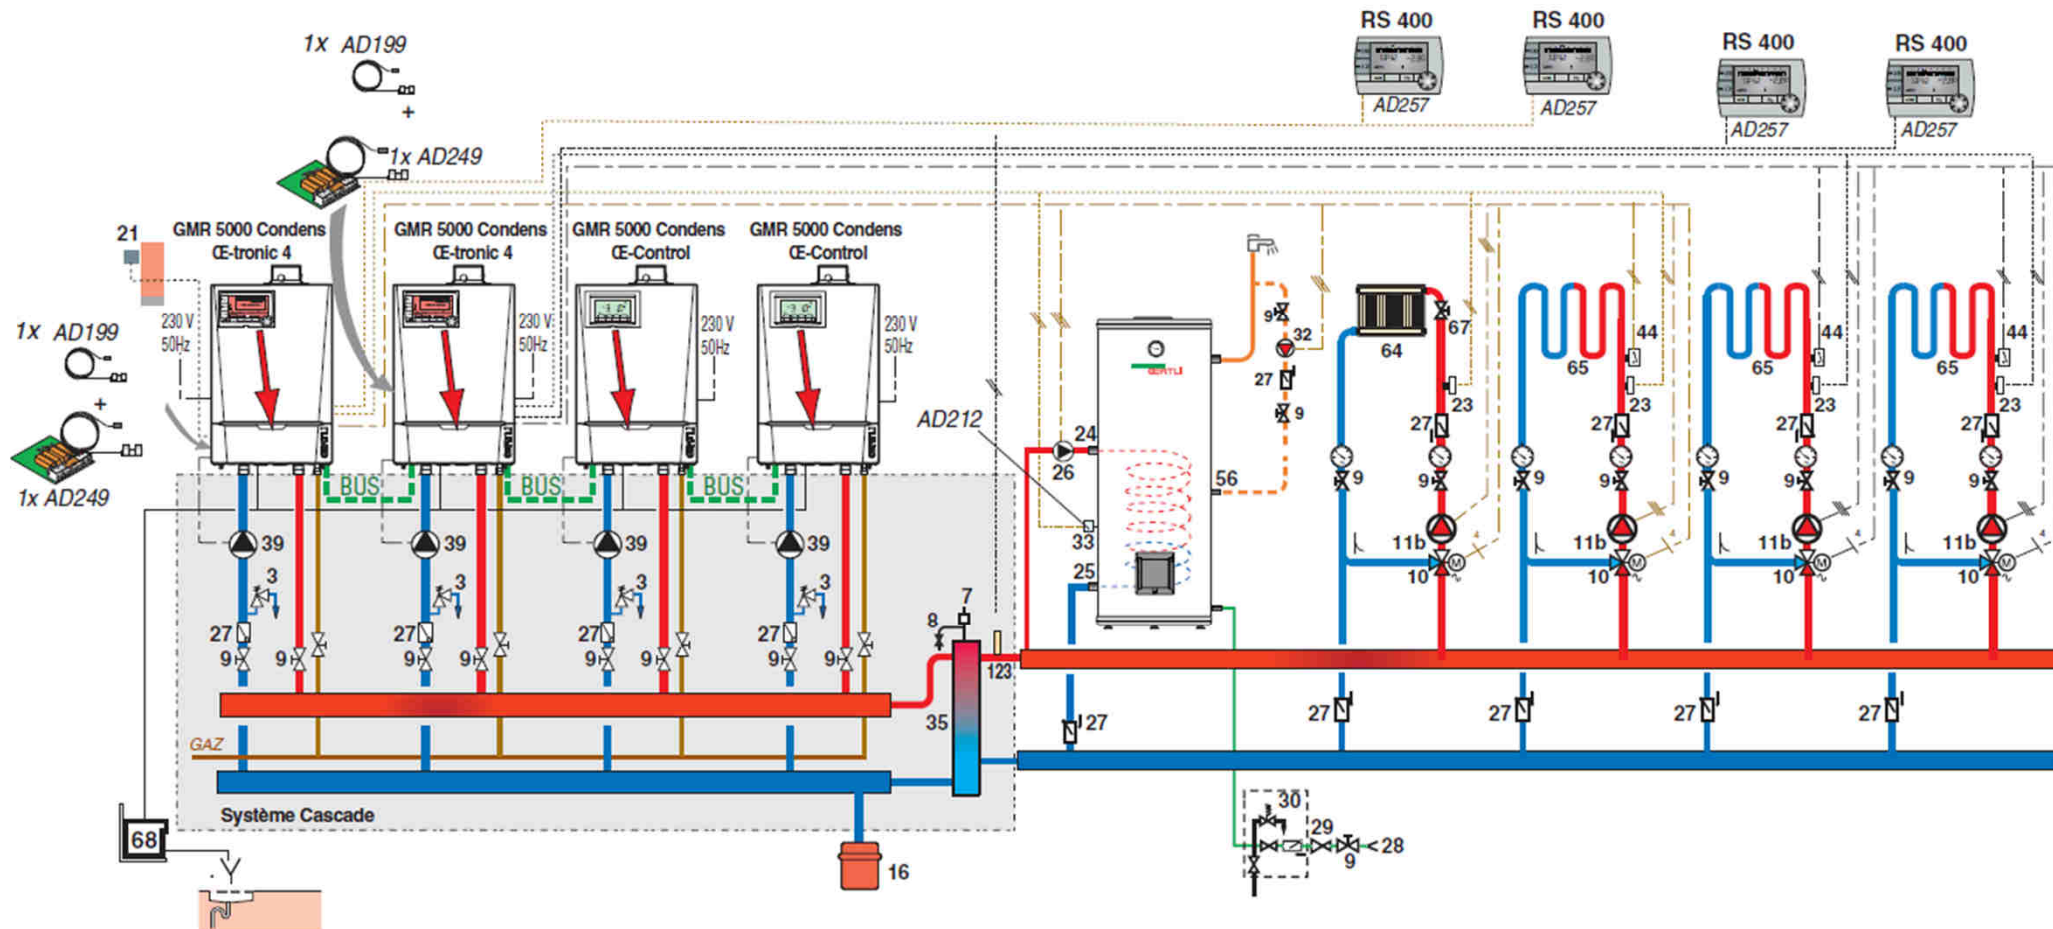 RS 400
RS 400
RS 400
RS 400
AD257
AD257
AD257
AD257
1x AD199
+
1x AD249
GMR 5000 Condens
Œ-tronic 4
GMR 5000 Condens
Œ-tronic 4
GMR 5000 Condens
Œ-Control
GMR 5000 Condens
Œ-Control
21
1x AD199
+
1x AD249
230 V
50Hz
230 V
50Hz
230 V
50Hz
230 V
50Hz
BUS
BUS
BUS
39
39
39
39
3
3
3
3
27
27
27
27
9
9
9
9
9
9
9
9
7
8
123
35
GAZ
Système Cascade
68
16
AD212
24
26
33
25
27
56
9
32
27
9
30
29
9
28
64
67
65
65
65
44
44
44
23
23
23
23
27
27
27
27
9
9
9
9
9
9
9
9
11b
11b
11b
11b
4
4
4
4
10
10
10
10
M
M
M
M
27
27
27
27